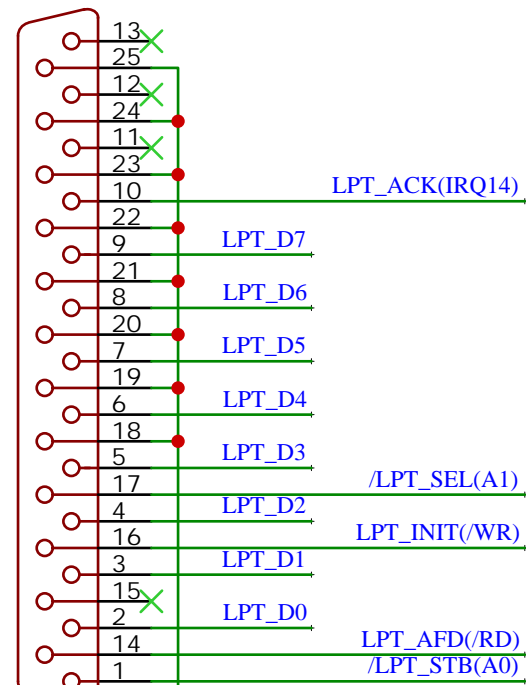 13
25
12
24
11
23
10 LPT_ACK(IRQ14)
22
9 LPT_D7
21
8 LPT_D6
20
7 LPT_D5
19
6 LPT_D4
18
5 LPT_D3
17 /LPT_SEL(A1)
4 LPT_D2
16 LPT_INIT(/WR)
3 LPT_D1
15
2 LPT_D0
14 LPT_AFD(/RD)
1 /LPT_STB(A0)